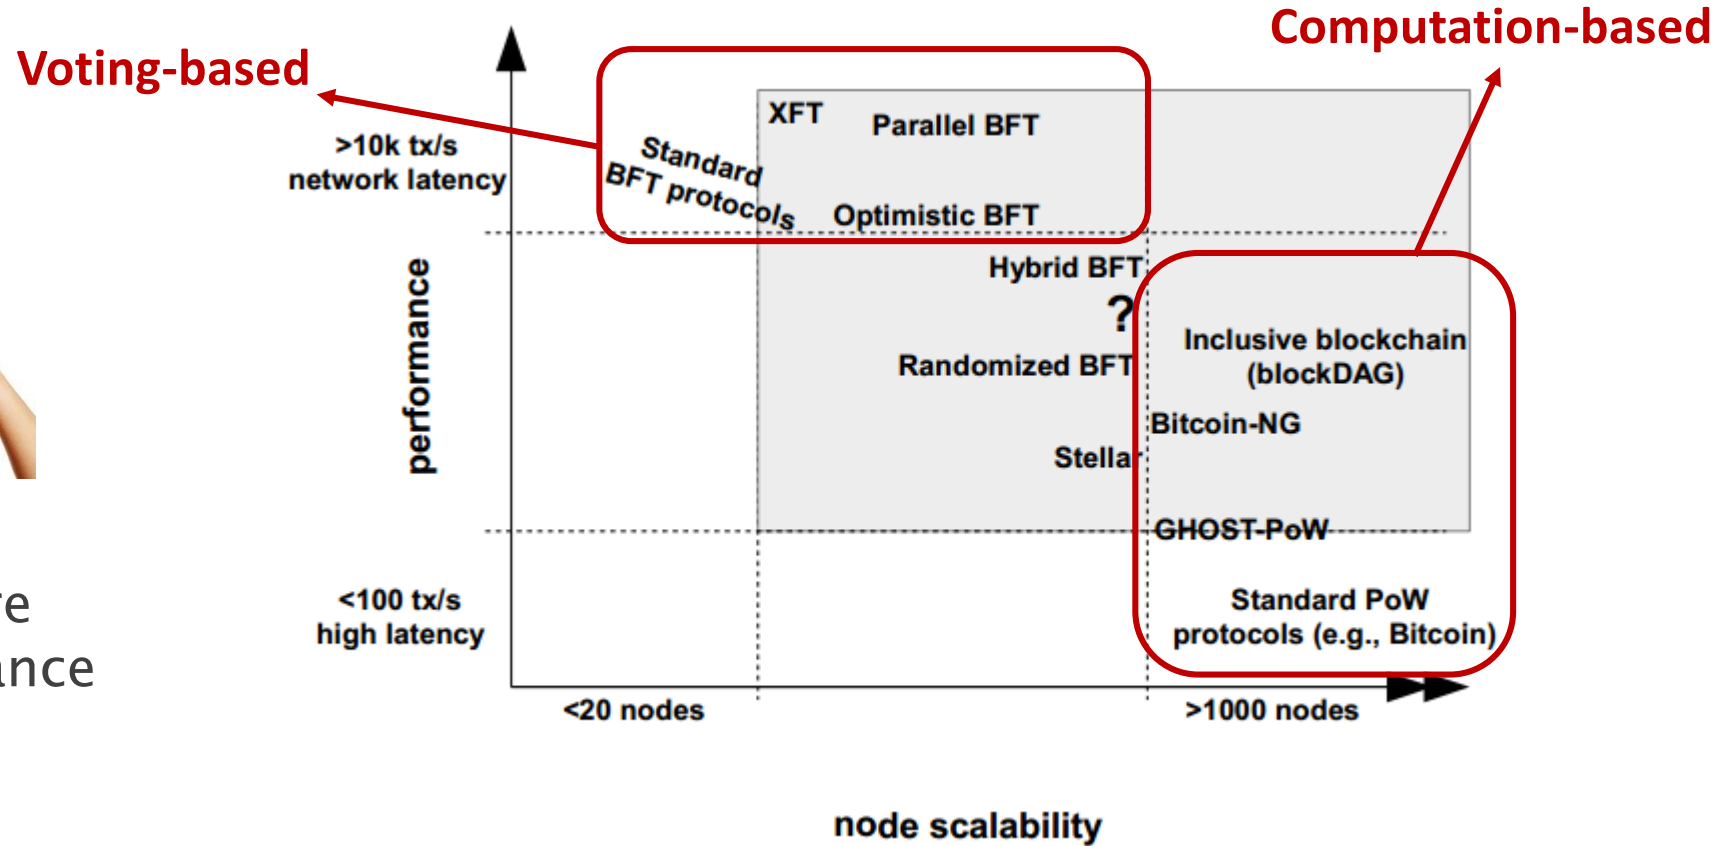 Computation-based
Voting-based
XFT
Parallel BFT
>10k tx/s
network latency
Standard
BFT protocols
Optimistic BFT
Hybrid BFT
?
performance
Inclusive blockchain
(blockDAG)
Randomized BFT
Bitcoin-NG
Stellar
GHOST-PoW
<100 tx/s
high latency
Standard PoW
protocols (e.g., Bitcoin)
<20 nodes
>1000 nodes
node scalability